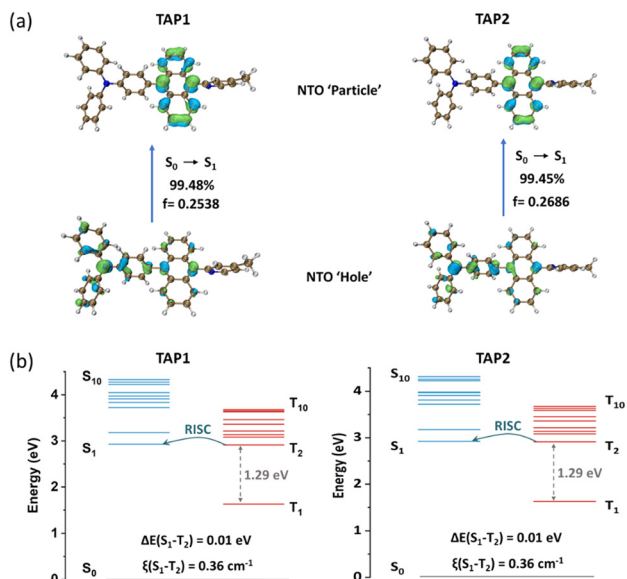 (a)
TAP1
TAP2
NTO 'Particle'
S₀ → S₁
99.48%
f= 0.2538
S₀ → S₁
99.45%
f= 0.2686
NTO 'Hole'
(b)
TAP1
TAP2
Energy (eV)
4
3
2
1
0
S₁₀
S₁
S₀
RISC
T₁₀
T₂
T₁
1.29 eV
ΔE(S₁-T₂) = 0.01 eV
ξ(S₁-T₂) = 0.36 cm⁻¹
Energy (eV)
4
3
2
1
0
S₁₀
S₁
S₀
RISC
T₁₀
T₂
T₁
1.29 eV
ΔE(S₁-T₂) = 0.01 eV
ξ(S₁-T₂) = 0.36 cm⁻¹